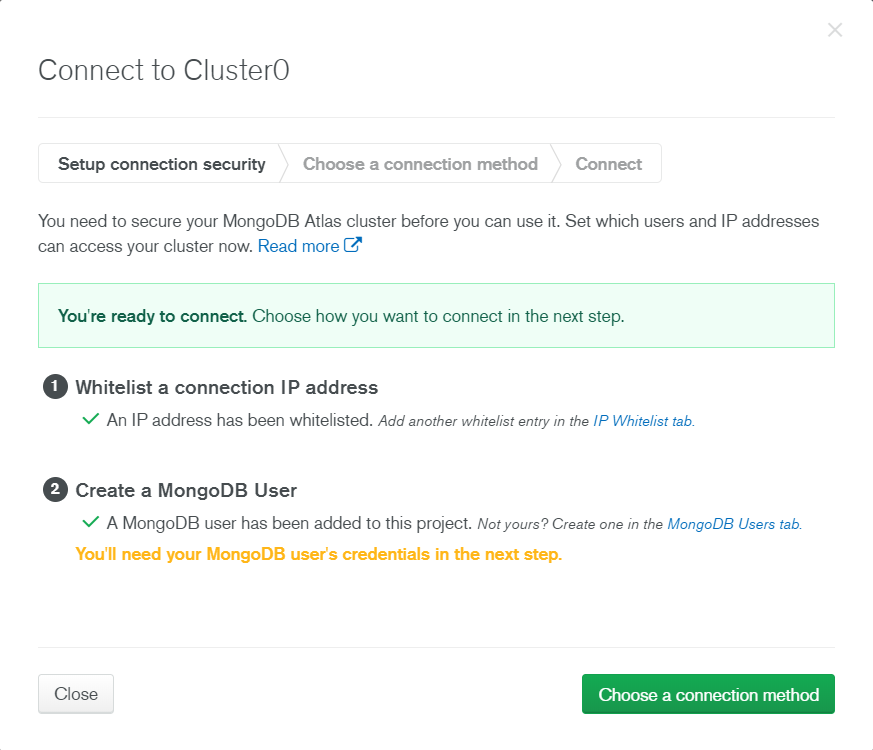 Connect to Cluster0
Setup connection security
Choose a connection method
Connect
You need to secure your MongoDB Atlas cluster before you can use it. Set which users and IP addresses
can access your cluster now. Read more
You're ready to connect. Choose how you want to connect in the next step.
1 Whitelist a connection IP address
An IP address has been whitelisted. Add another whitelist entry in the IP Whitelist tab.
2 Create a MongoDB User
A MongoDB user has been added to this project. Not yours? Create one in the MongoDB Users tab.
You'll need your MongoDB user's credentials in the next step.
Close
Choose a connection method